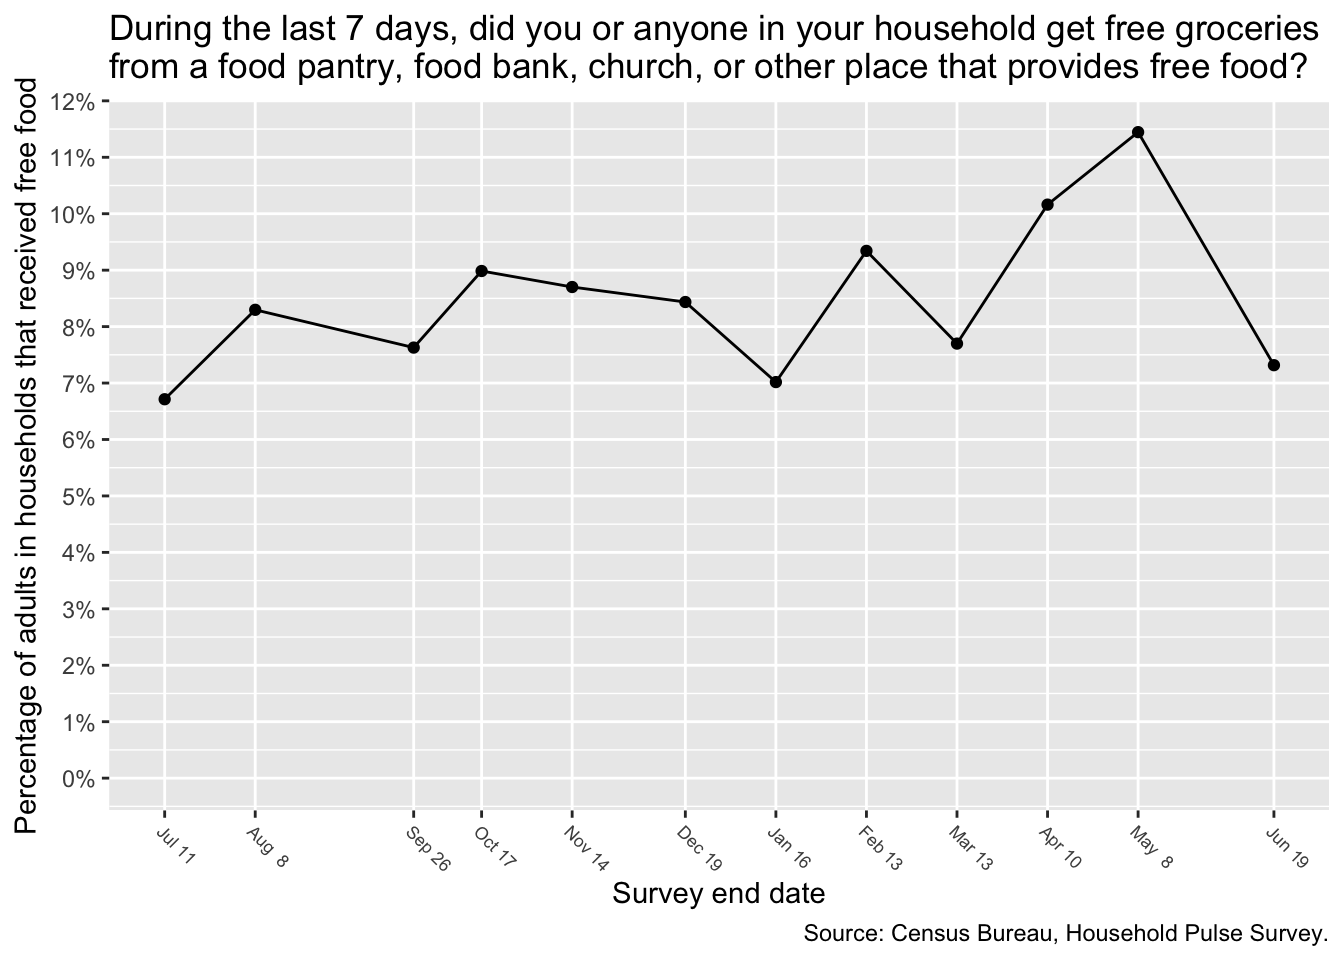 During the last 7 days, did you or anyone in your household get free groceries
from a food pantry, food bank, church, or other place that provides free food?
Percentage of adults in households that received free food
12%
11%
10%
9%
8%
7%
6%
5%
4%
3%
2%
1%
0%
Jul 11
Aug 8
Sep 26
Oct 17
Nov 14
Dec 19
Jan 16
Feb 13
Mar 13
Apr 10
May 8
Jun 19
Survey end date
Source: Census Bureau, Household Pulse Survey.